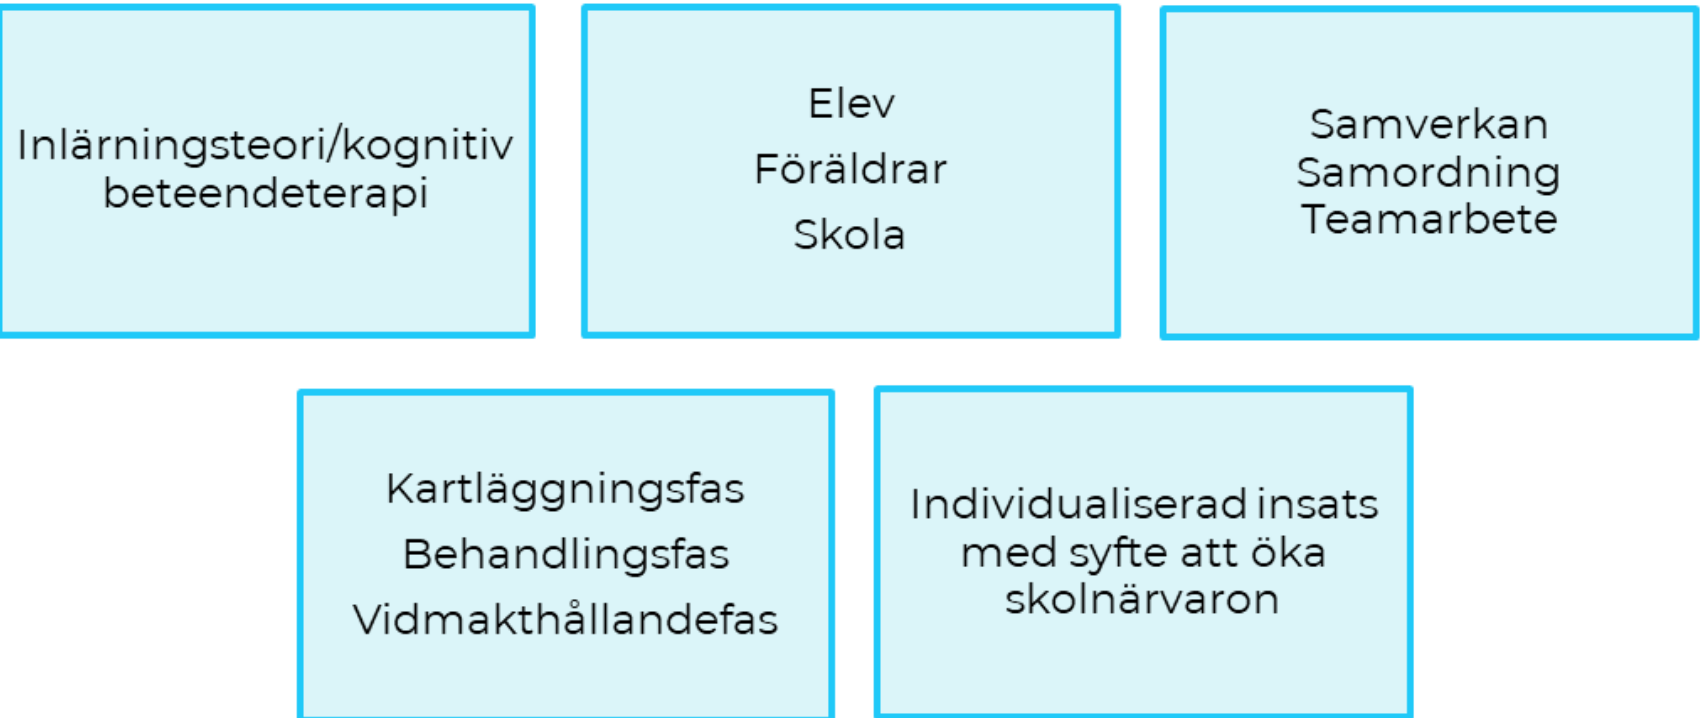 Inlärningsteori/kognitiv
beteendeterapi
Elev
Föräldrar
Skola
Samverkan
Samordning
Teamarbete
Kartläggningsfas
Behandlingsfas
Vidmakthållandefas
Individualiserad insats
med syfte att öka
skolnärvaron